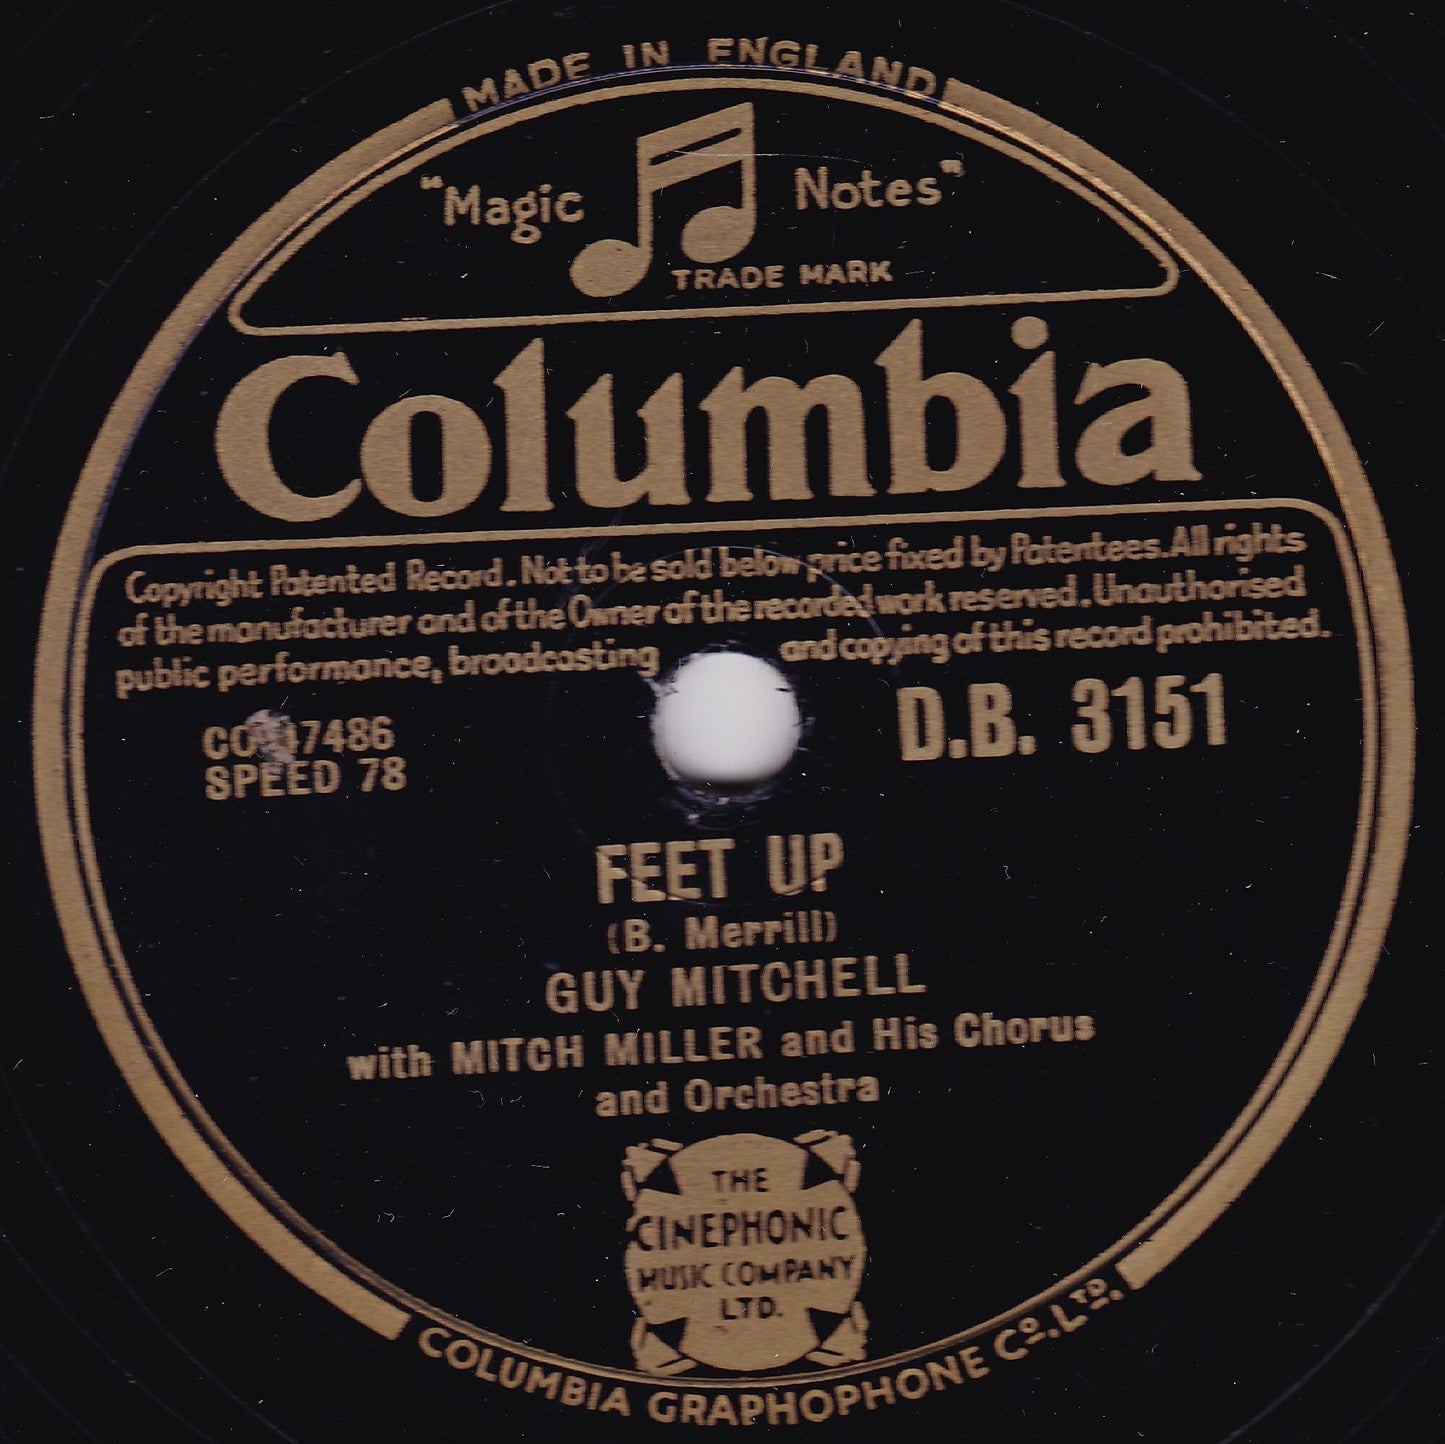 MADE IN ENGLAND
"Magic Notes"
TRADE MARK
Columbia
Copyright Patented Record. Not to be sold below price fixed by Patentees. All rights
of the manufacturer and of the Owner of the recorded work reserved. Unauthorised
public performance, broadcasting and copying of this record prohibited.
D.B. 3151
SPEED 78
FEET UP
(B. Merrill)
GUY MITCHELL
with MITCH MILLER and His Chorus
and Orchestra
THE
CINEPHONIC
MUSIC COMPANY
LTD.
COLUMBIA GRAPHOPHONE CO. LTD.